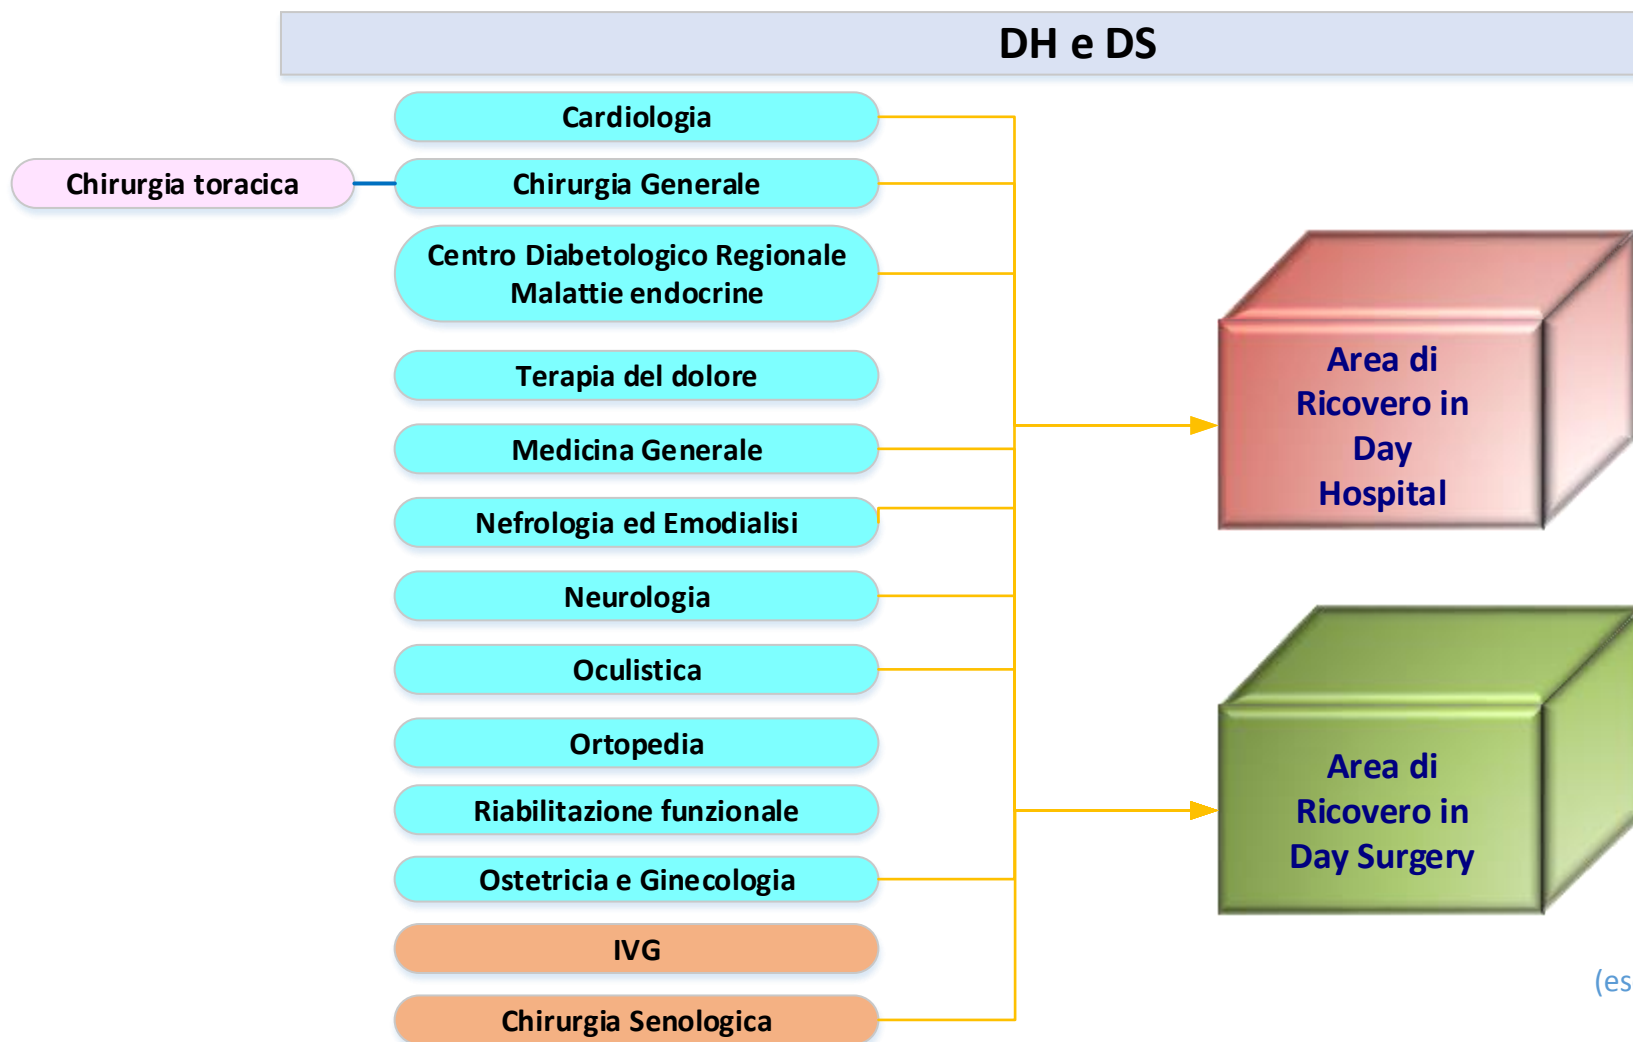 DH e DS
Cardiologia
Chirurgia toracica
Chirurgia Generale
Centro Diabetologico Regionale
Malattie endocrine
Terapia del dolore
Medicina Generale
Nefrologia ed Emodialisi
Neurologia
Oculistica
Ortopedia
Riabilitazione funzionale
Ostetricia e Ginecologia
IVG
Chirurgia Senologica
Area di
Ricovero in
Day
Hospital
Area di
Ricovero in
Day Surgery
(es